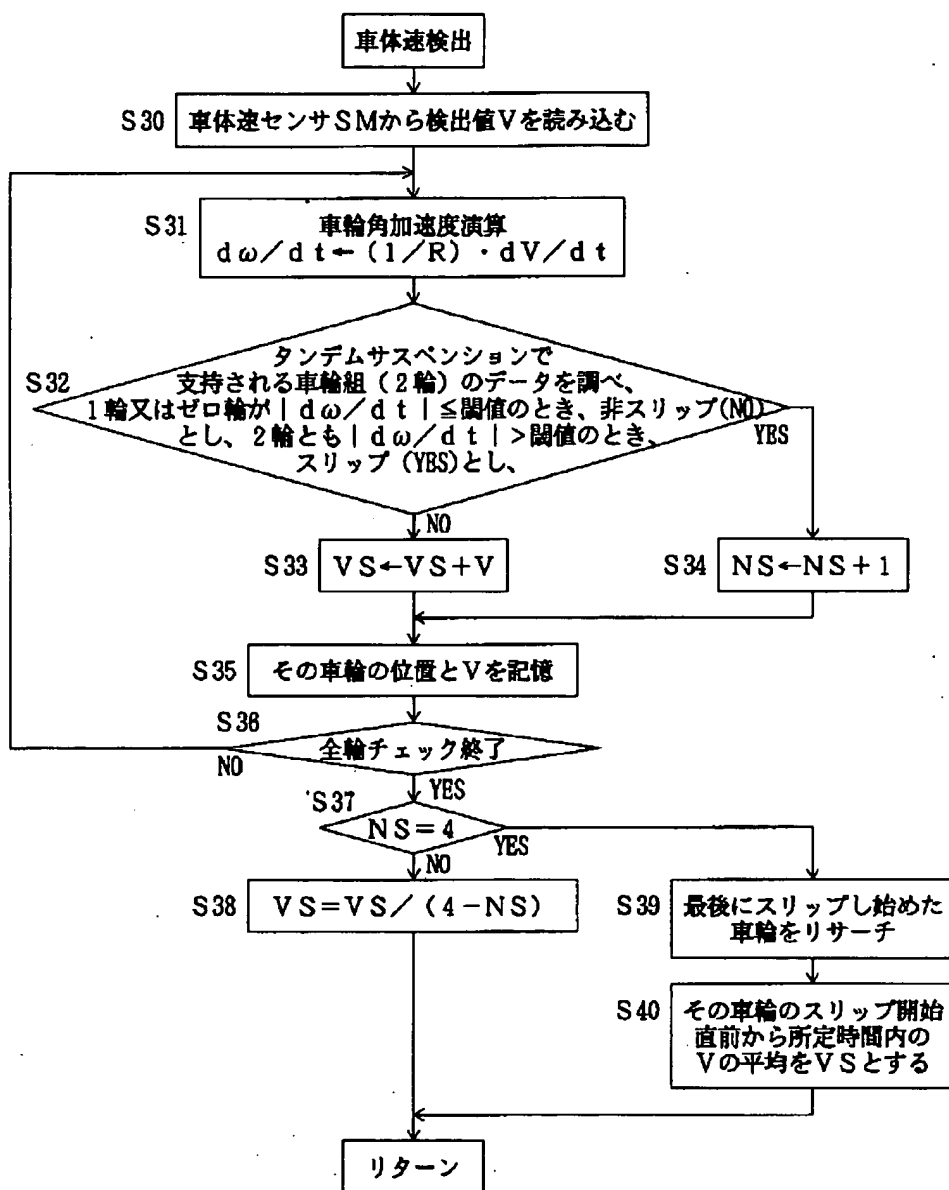 車体速検出
S30
車体速センサSMから検出値Vを読み込む
S31
車輪角加速度演算
dω/dt←(1/R)・dV/dt
S32
タンデムサスペンションで
支持される車輪組(2輪)のデータを調べ、
1輪又はゼロ輪が|dω/dt|≦閾値のとき、非スリップ(NO)
とし、2輪とも|dω/dt|>閾値のとき、
スリップ(YES)とし、
YES
NO
S33
VS←VS+V
S34
NS←NS+1
S35
その車輪の位置とVを記憶
S36
全輪チェック終了
NO
YES
S37
NS=4
YES
NO
S38
VS=VS/(4-NS)
S39
最後にスリップし始めた
車輪をリサーチ
S40
その車輪のスリップ開始
直前から所定時間内の
Vの平均をVSとする
リターン